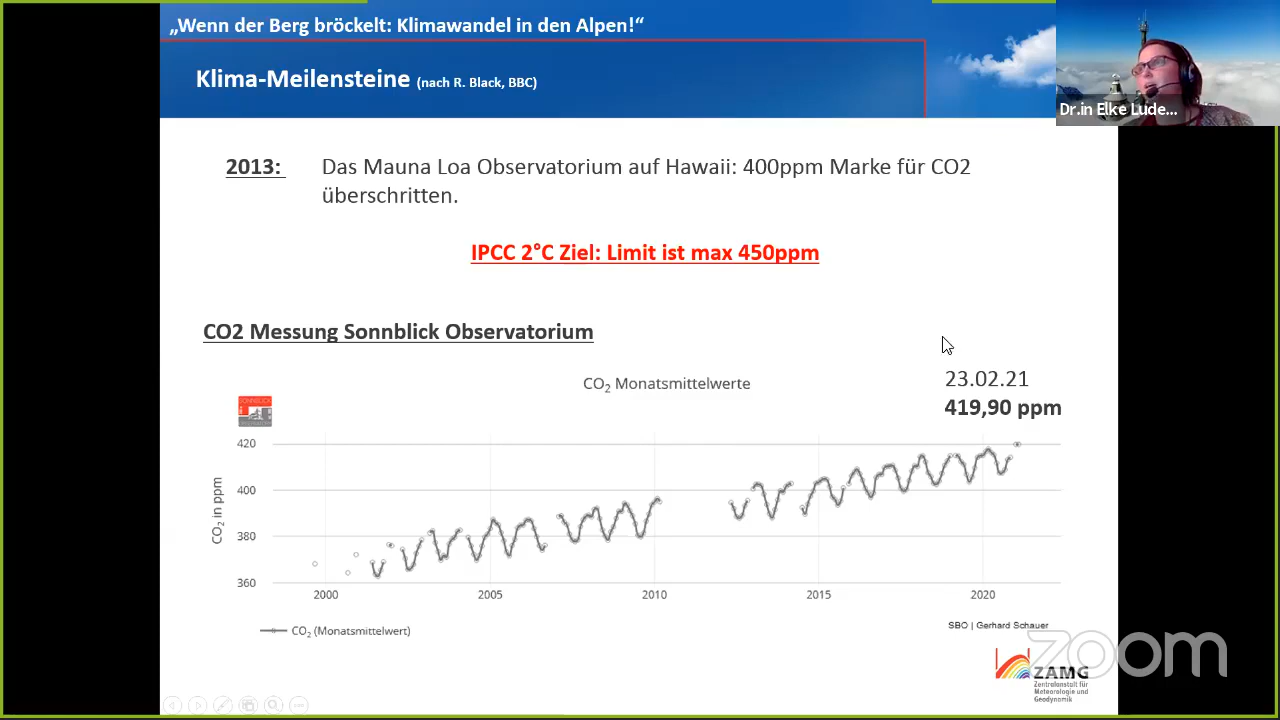 „Wenn der Berg bröckelt: Klimawandel in den Alpen!“
Klima-Meilensteine (nach R. Black, BBC)
Dr.in Elke Lude...
2013: Das Mauna Loa Observatorium auf Hawaii: 400ppm Marke für CO2
überschritten.
IPCC 2°C Ziel: Limit ist max 450ppm
CO2 Messung Sonnblick Observatorium
CO2 Monatsmittelwerte
23.02.21
419,90 ppm
420
400
380
360
CO2 in ppm
2000 2005 2010 2015 2020
CO2 (Monatsmittelwert)
SBO | Gerhard Schauer
zoom
ZAMG
Zentralanstalt für
Meteorologie und
Geodynamik